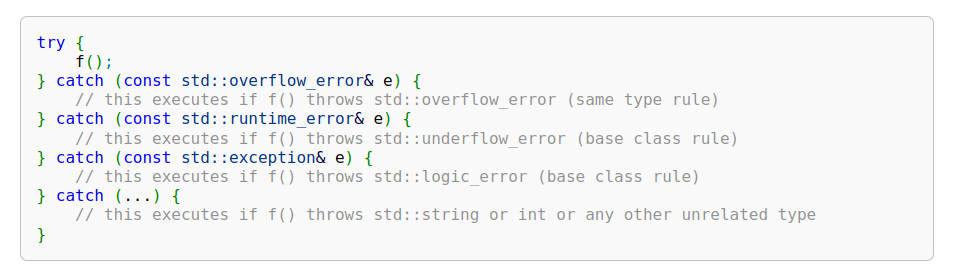 try {
    f();
} catch (const std::overflow_error& e) {
    // this executes if f() throws std::overflow_error (same type rule)
} catch (const std::runtime_error& e) {
    // this executes if f() throws std::underflow_error (base class rule)
} catch (const std::exception& e) {
    // this executes if f() throws std::logic_error (base class rule)
} catch (...) {
    // this executes if f() throws std::string or int or any other unrelated type
}